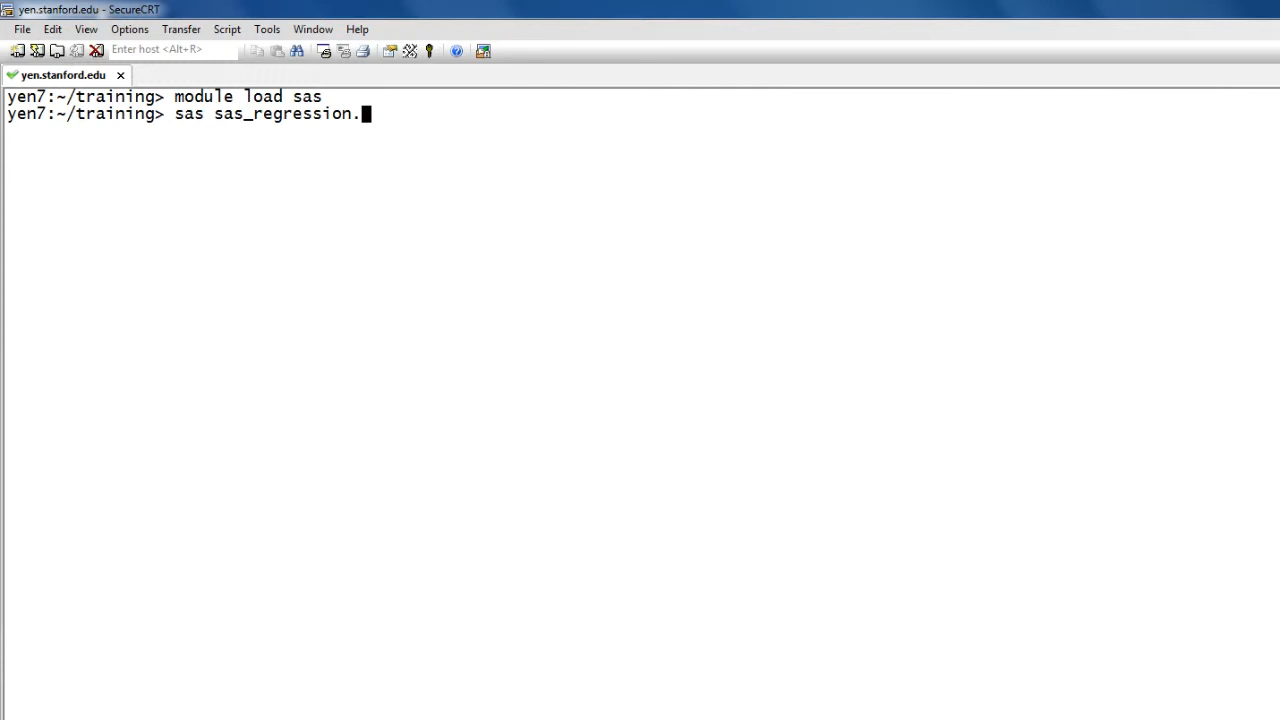 yen.stanford.edu - SecureCRT
File Edit View Options Transfer Script Tools Window Help
Enter host <Alt+R>
yen.stanford.edu
yen7:~/training> module load sas
yen7:~/training> sas sas_regression.